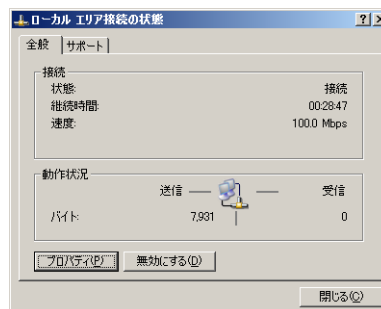 ローカル エリア接続の状態
全般 サポート
接続
状態: 接続
継続時間: 00:28:47
速度: 100.0 Mbps
動作状況
送信 受信
バイト: 7,931 0
プロパティ(P) 無効にする(D)
閉じる(C)